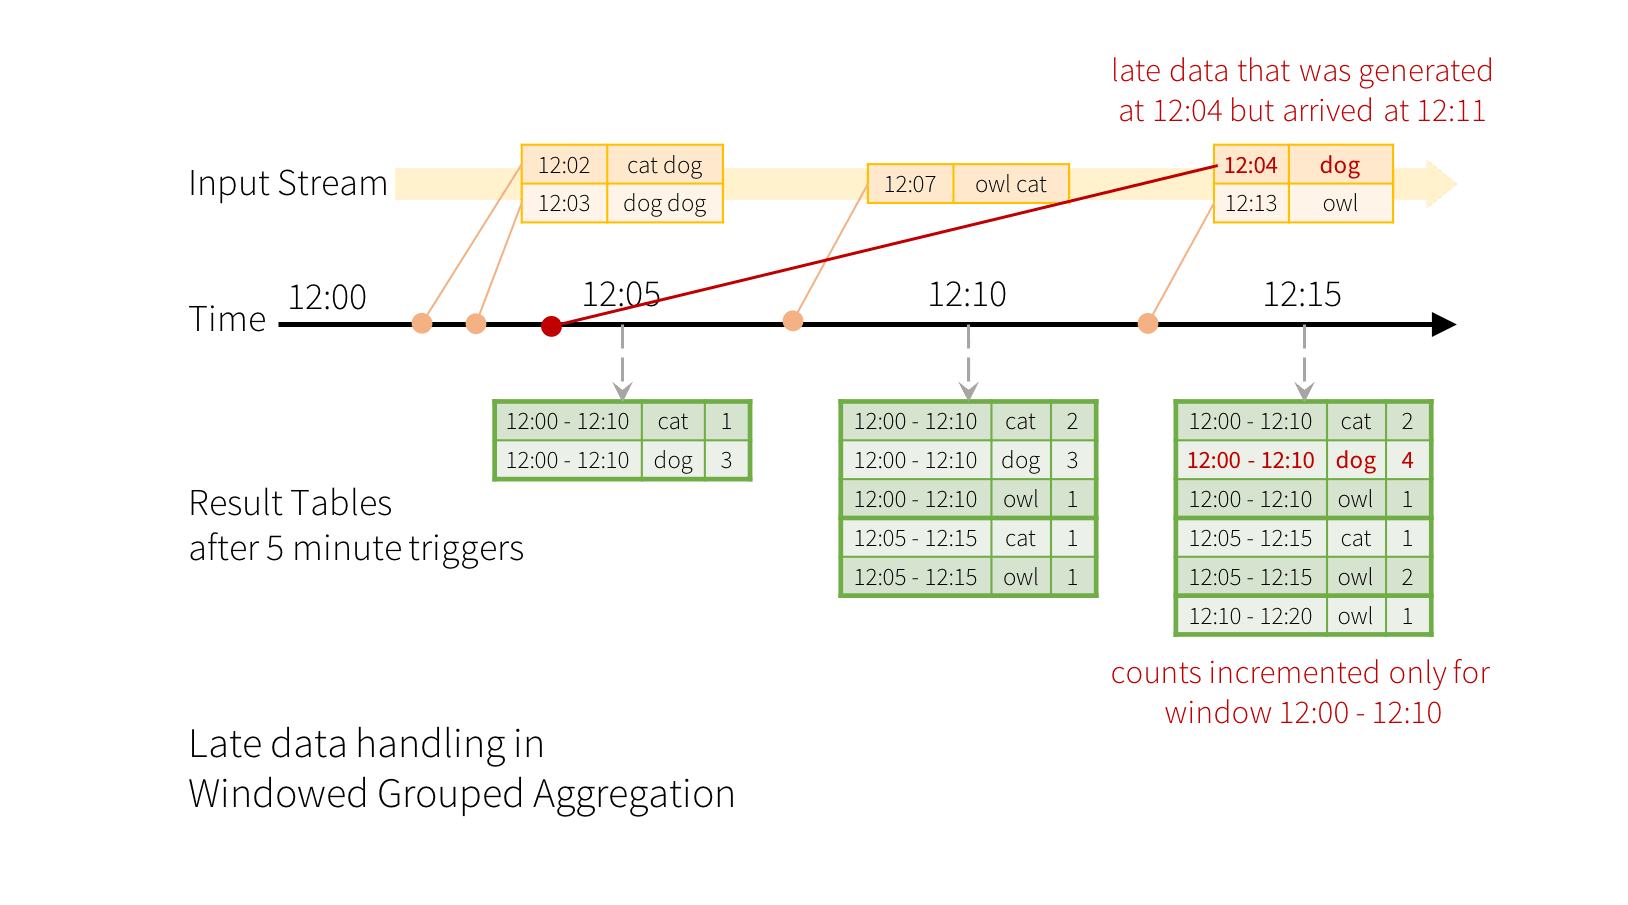 late data that was generated
at 12:04 but arrived at 12:11
Input Stream
12:02 cat dog
12:03 dog dog
12:07 owl cat
12:04 dog
12:13 owl
Time
12:00 12:05 12:10 12:15
12:00 - 12:10 cat 1
12:00 - 12:10 dog 3
12:00 - 12:10 cat 2
12:00 - 12:10 dog 3
12:00 - 12:10 owl 1
12:05 - 12:15 cat 1
12:05 - 12:15 owl 1
12:00 - 12:10 cat 2
12:00 - 12:10 dog 4
12:00 - 12:10 owl 1
12:05 - 12:15 cat 1
12:05 - 12:15 owl 2
12:10 - 12:20 owl 1
Result Tables
after 5 minute triggers
counts incremented only for
window 12:00 - 12:10
Late data handling in
Windowed Grouped Aggregation